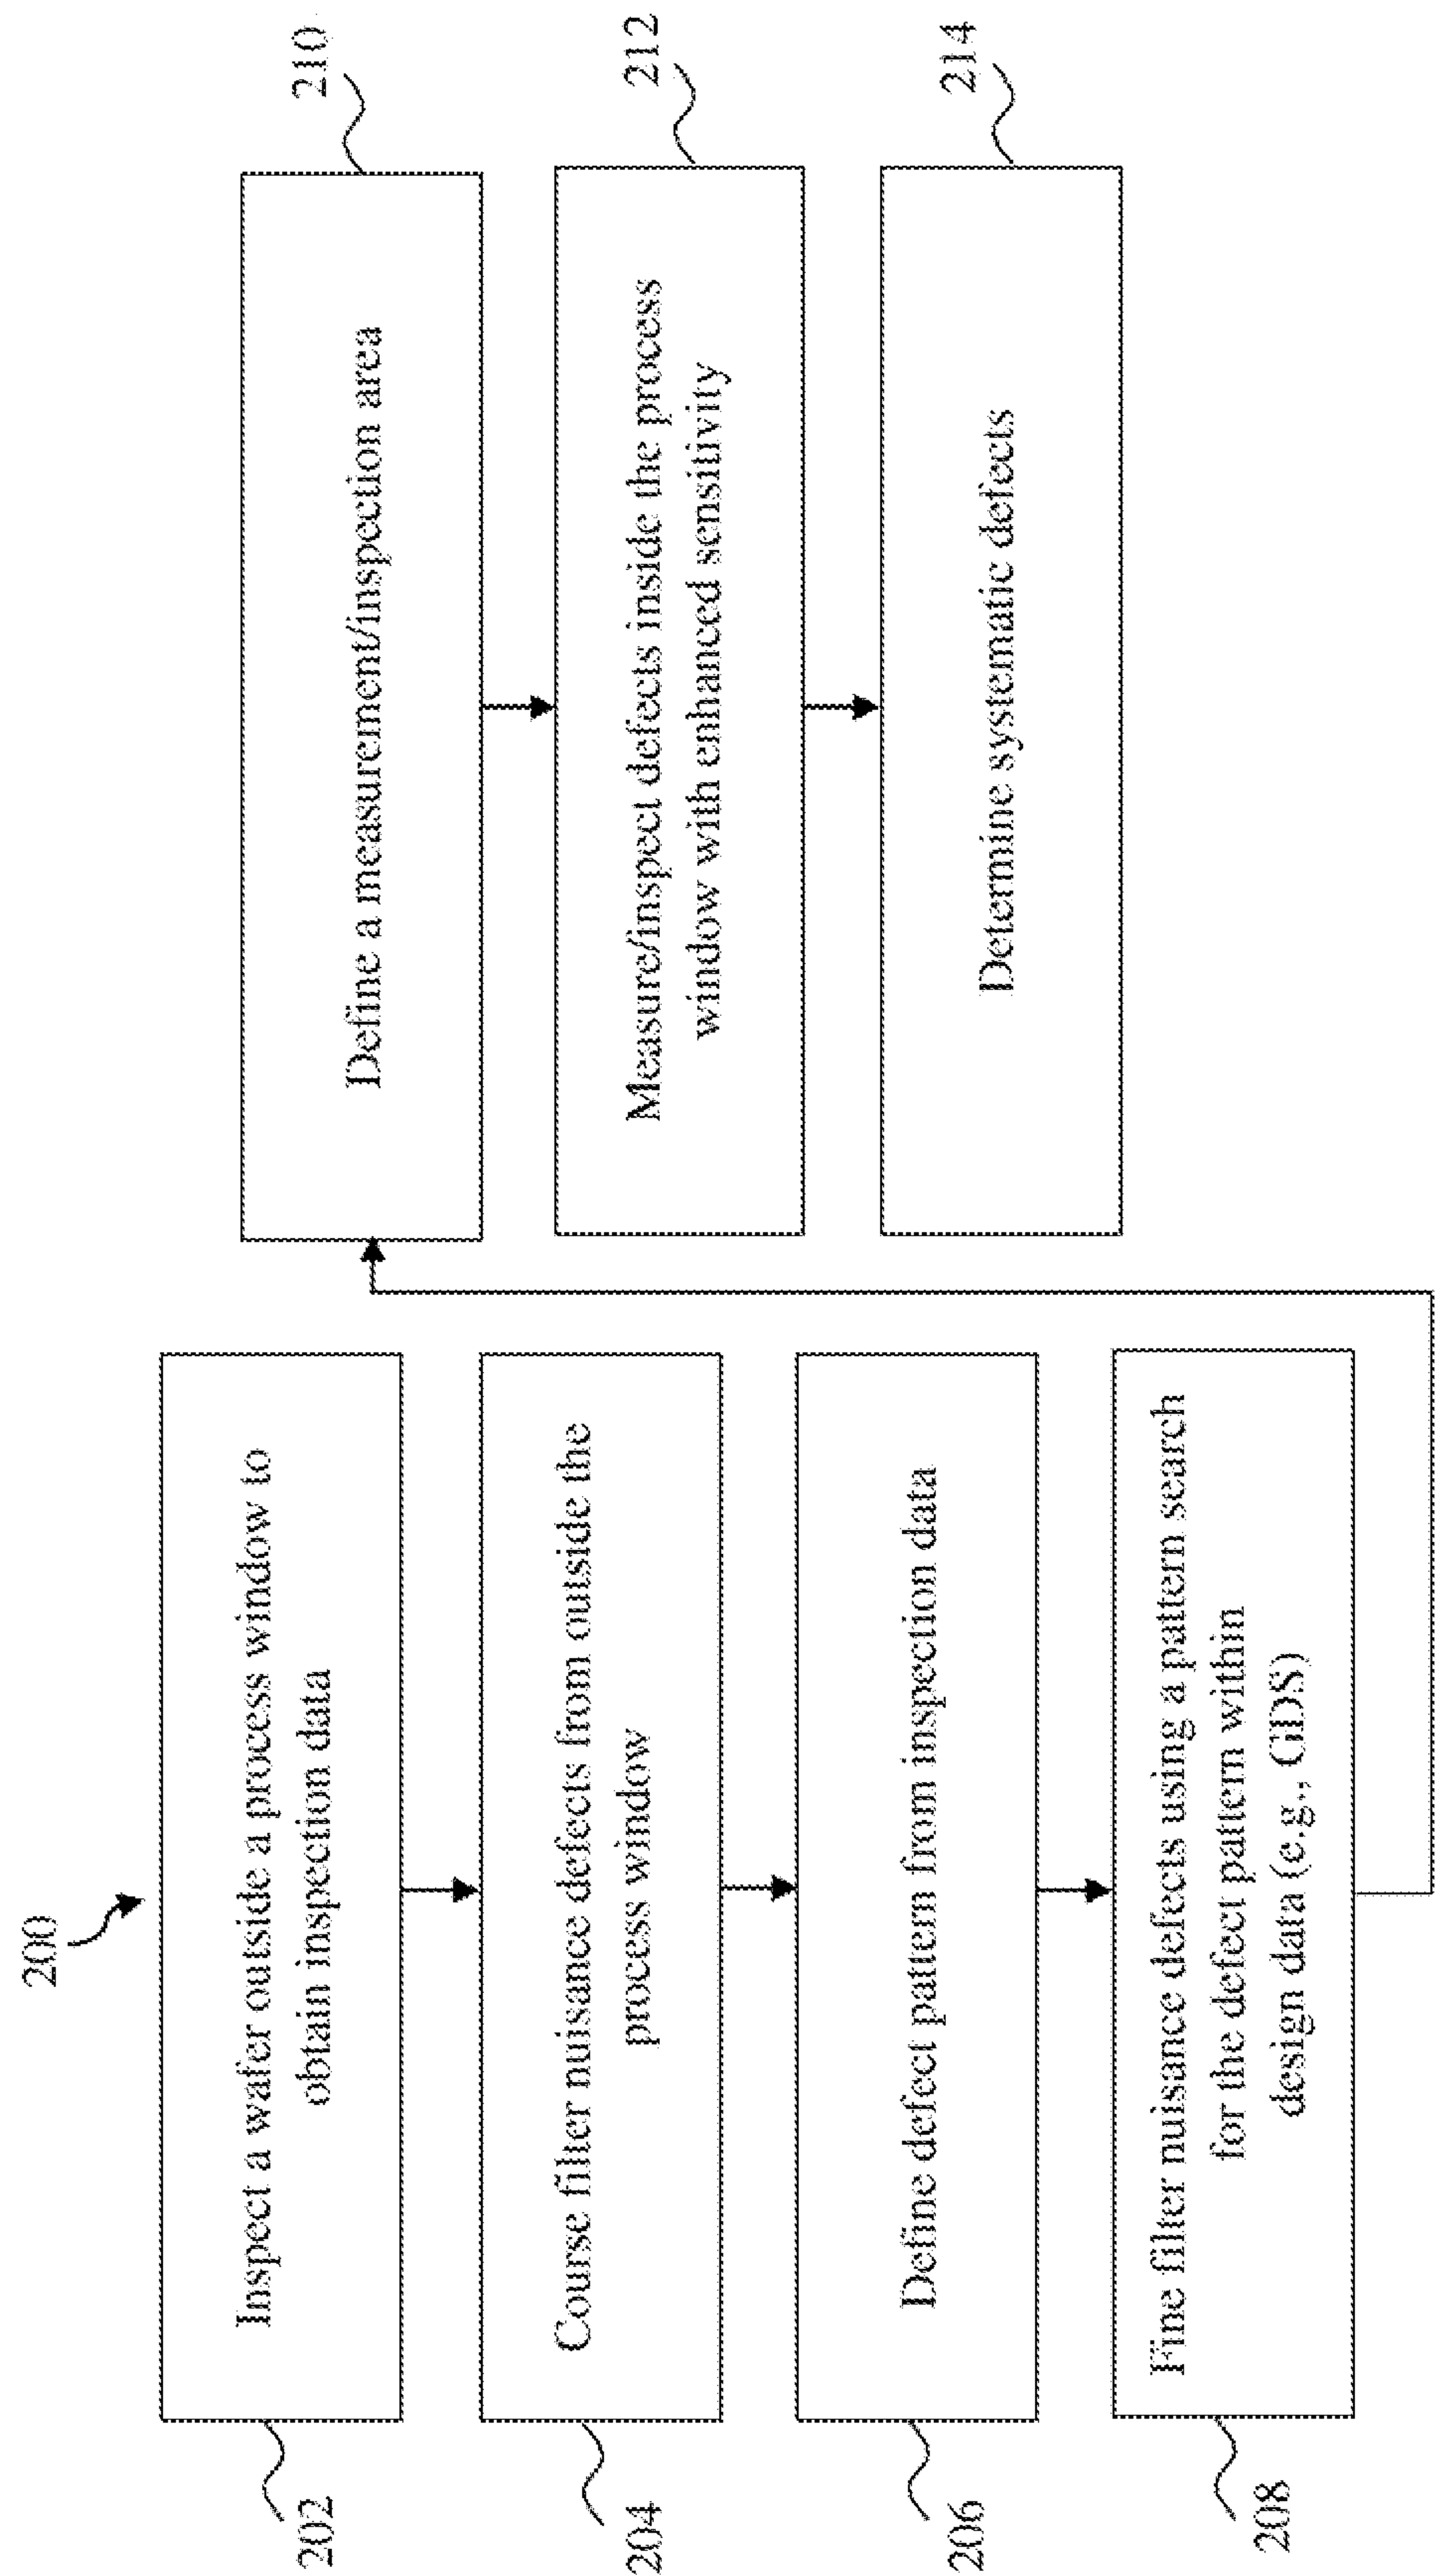 200
202
Inspect a wafer outside a process window to
obtain inspection data
204
Course filter nuisance defects from outside the
process window
206
Define defect pattern from inspection data
208
Fine filter nuisance defects using a pattern search
for the defect pattern within
design data (e.g., GDS)
210
Define a measurement/inspection area
212
Measure/inspect defects inside the process
window with enhanced sensitivity
214
Determine systematic defects